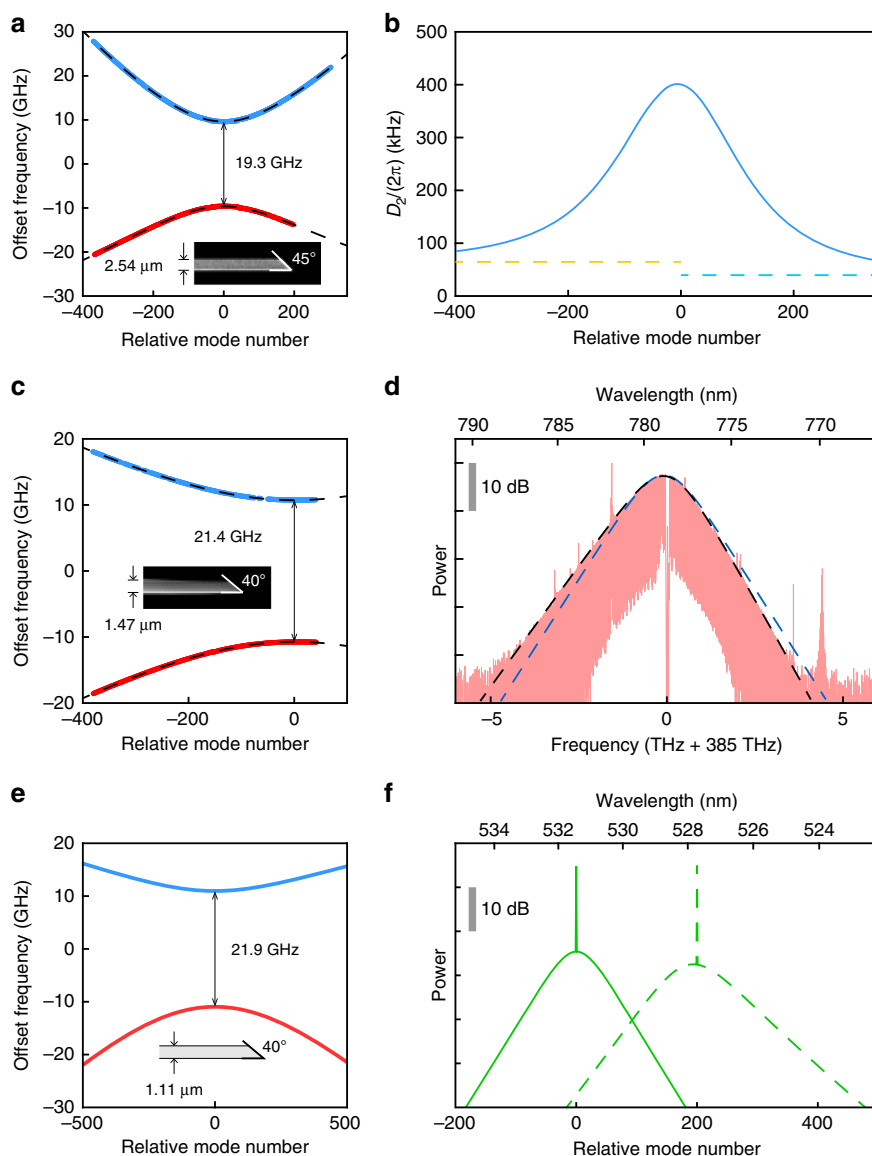 a
30
20
10
0
−10
−20
−30
Offset frequency (GHz)
19.3 GHz
2.54 μm
45°
−400
−200
0
200
Relative mode number
b
500
400
300
200
100
0
D2/(2π) (kHz)
−400
−200
0
200
Relative mode number
c
20
10
0
−10
−20
Offset frequency (GHz)
21.4 GHz
40°
1.47 μm
−400
−200
0
Relative mode number
d
Wavelength (nm)
790
785
780
775
770
10 dB
Power
−5
0
5
Frequency (THz + 385 THz)
e
20
10
0
−10
−20
−30
Offset frequency (GHz)
21.9 GHz
40°
1.11 μm
−500
0
500
Relative mode number
f
Wavelength (nm)
534
532
530
528
526
524
10 dB
Power
−200
0
200
400
Relative mode number